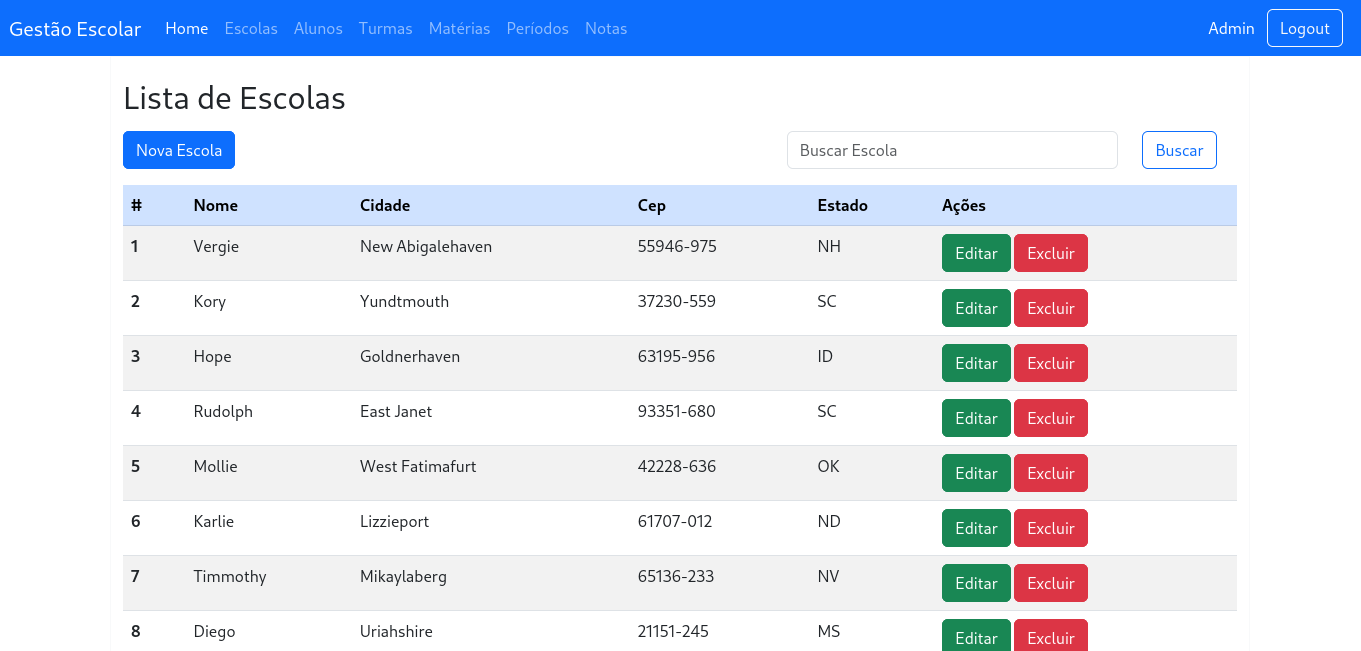 Gestão Escolar Home Escolas Alunos Turmas Matérias Períodos Notas Admin Logout
Lista de Escolas
Nova Escola Buscar Escola Buscar
# Nome Cidade Cep Estado Ações
1 Vergie New Abigalehaven 55946-975 NH Editar Excluir
2 Kory Yundtmouth 37230-559 SC Editar Excluir
3 Hope Goldnerhaven 63195-956 ID Editar Excluir
4 Rudolph East Janet 93351-680 SC Editar Excluir
5 Mollie West Fatimafurt 42228-636 OK Editar Excluir
6 Karlie Lizzieport 61707-012 ND Editar Excluir
7 Timmothy Mikaylaberg 65136-233 NV Editar Excluir
8 Diego Uriahshire 21151-245 MS Editar Excluir